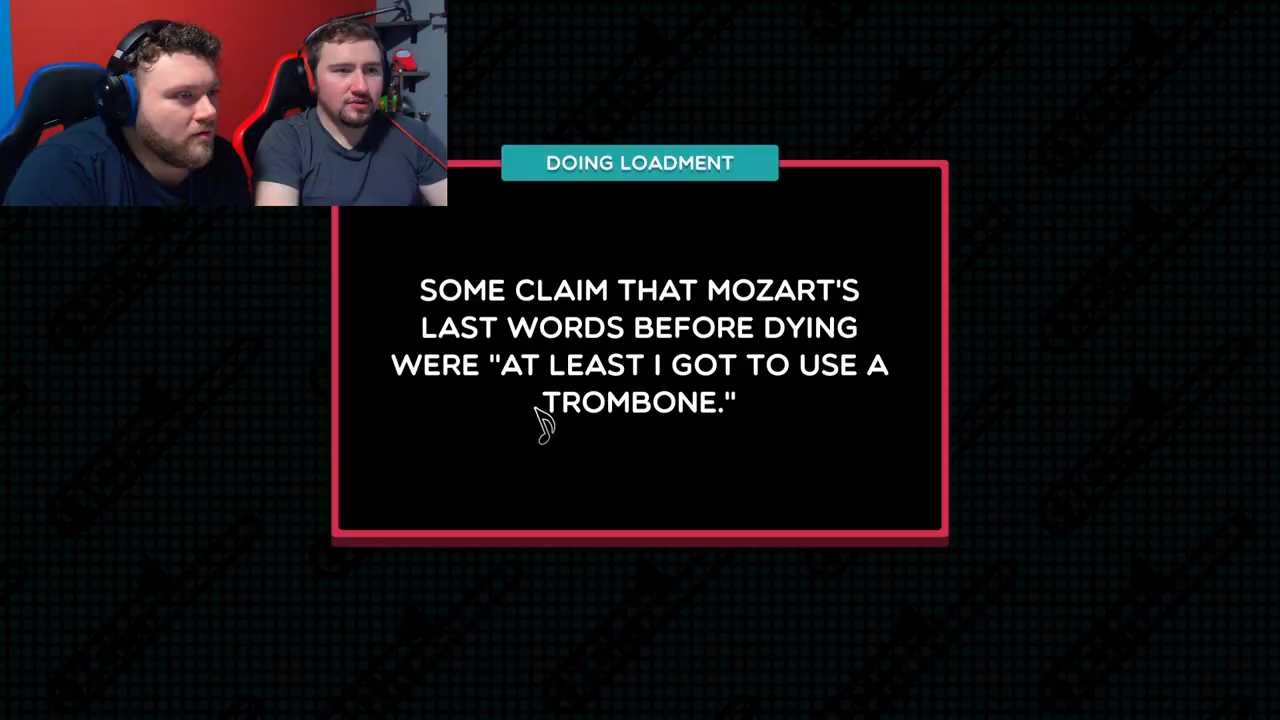 DOING LOADMENT
SOME CLAIM THAT MOZART'S
LAST WORDS BEFORE DYING
WERE "AT LEAST I GOT TO USE A
TROMBONE."